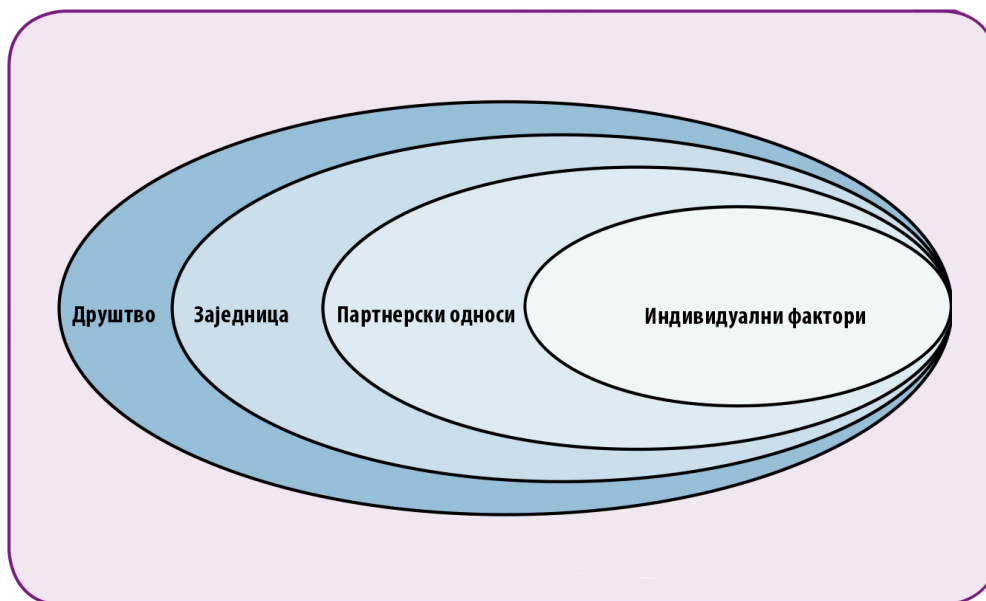 Друштво
Заједница
Партнерски односи
Индивидуални фактори